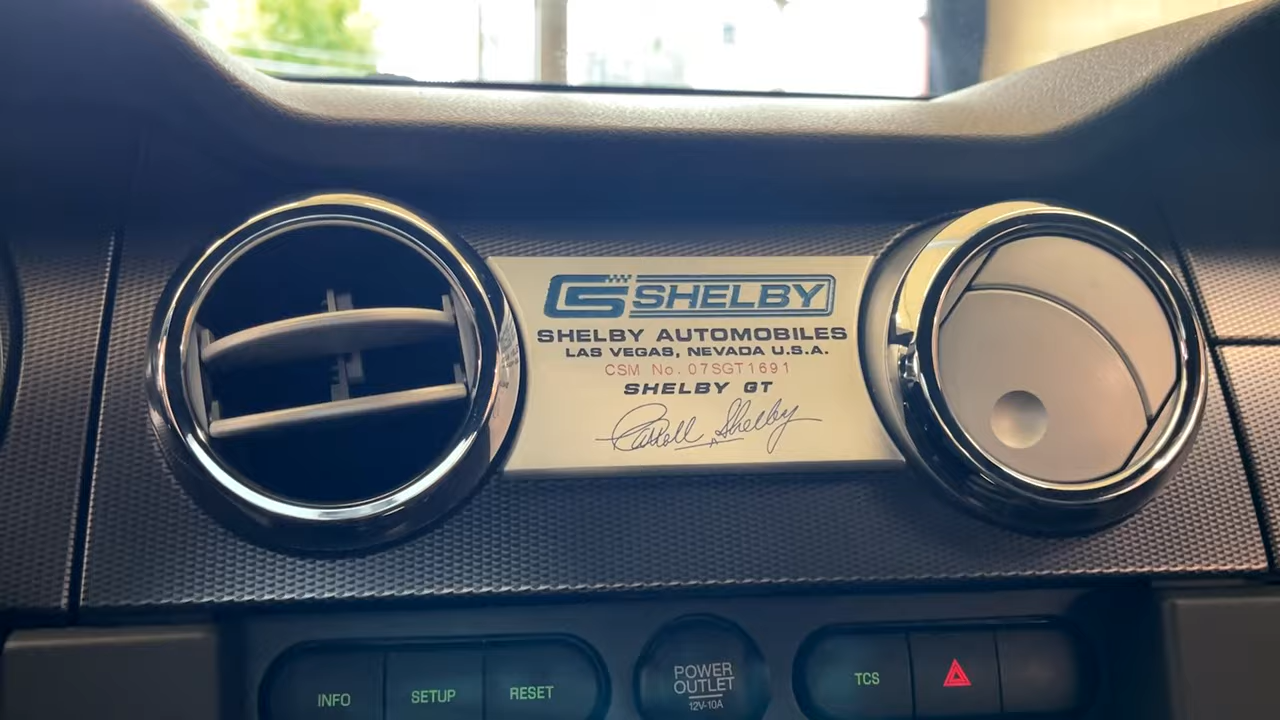 CS SHELBY
SHELBY AUTOMOBILES
LAS VEGAS, NEVADA U.S.A.
CSM No. 07SGT1691
SHELBY GT
Carroll Shelby
INFO
SETUP
RESET
POWER
OUTLET
12V-10A
TCS